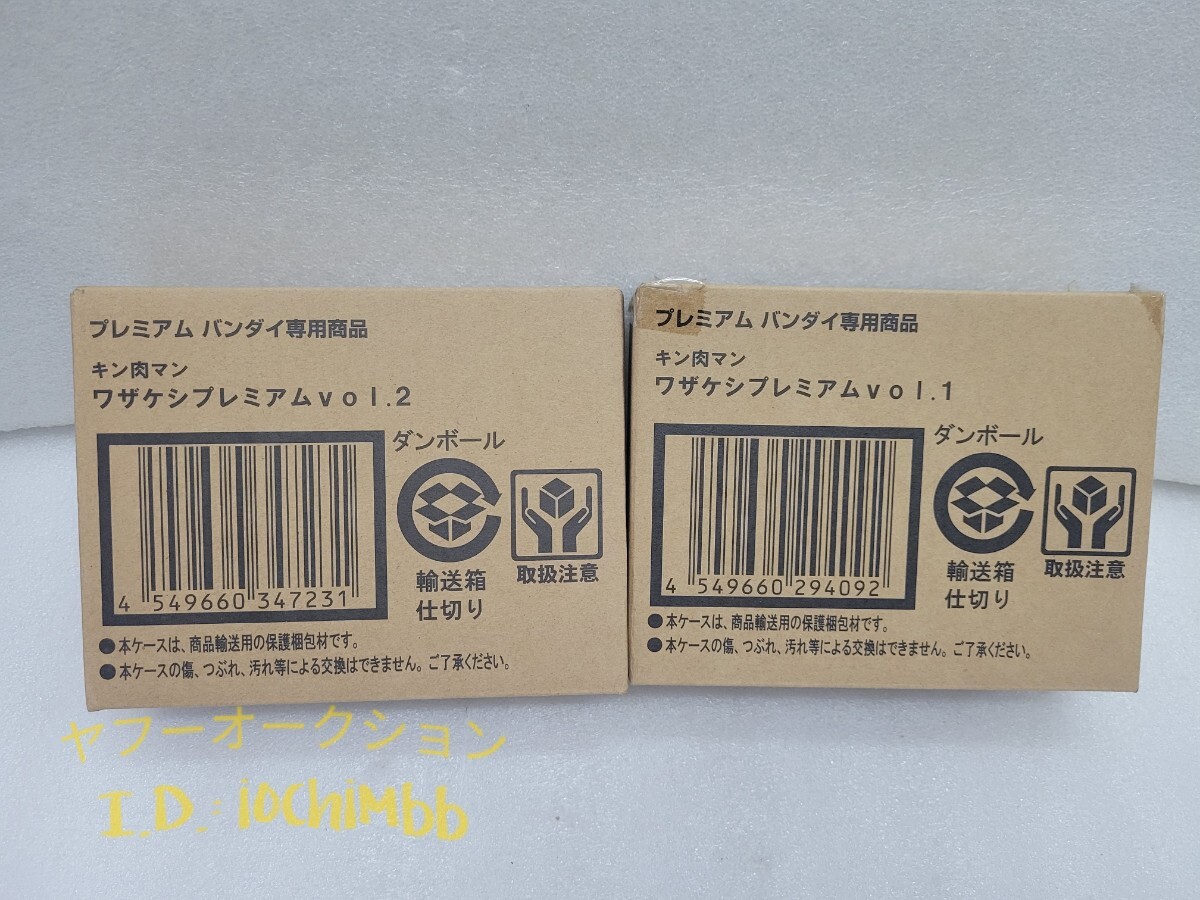 プレミアム バンダイ専用商品
キン肉マン
ワザケシプレミアムvol.2
ダンボール
輸送箱
仕切り
取扱注意
4 549660 347231
●本ケースは、商品輸送用の保護梱包材です。
●本ケースの傷、つぶれ、汚れ等による交換はできません。ご了承ください。
プレミアム バンダイ専用商品
キン肉マン
ワザケシプレミアムvol.1
ダンボール
輸送箱
仕切り
取扱注意
4 549660 294092
●本ケースは、商品輸送用の保護梱包材です。
●本ケースの傷、つぶれ、汚れ等による交換はできません。ご了承ください。
ヤフーオークション
I.D.:iochimbb